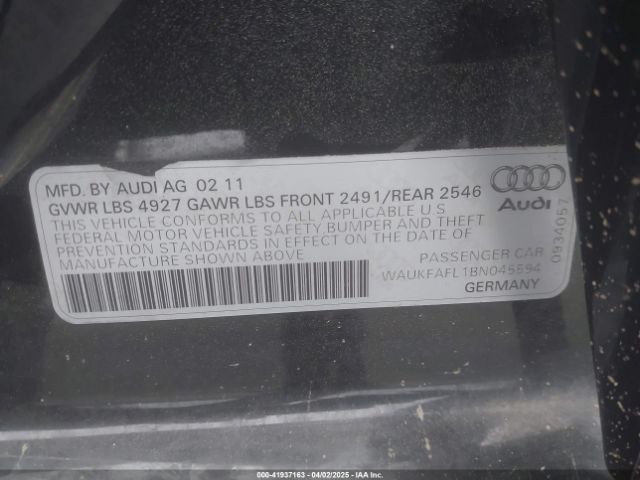 MFD. BY AUDI AG 02 11
GVWR LBS 4927 GAWR LBS FRONT 2491/REAR 2546
THIS VEHICLE CONFORMS TO ALL APPLICABLE U S
FEDERAL MOTOR VEHICLE SAFETY,BUMPER AND THEFT
PREVENTION STANDARDS IN EFFECT ON THE DATE OF
MANUFACTURE SHOWN ABOVE
Audi
0934057
PASSENGER CAR
WAUKFAFL1BN045594
GERMANY
000-41937163 - 04/02/2025 - IAA Inc.